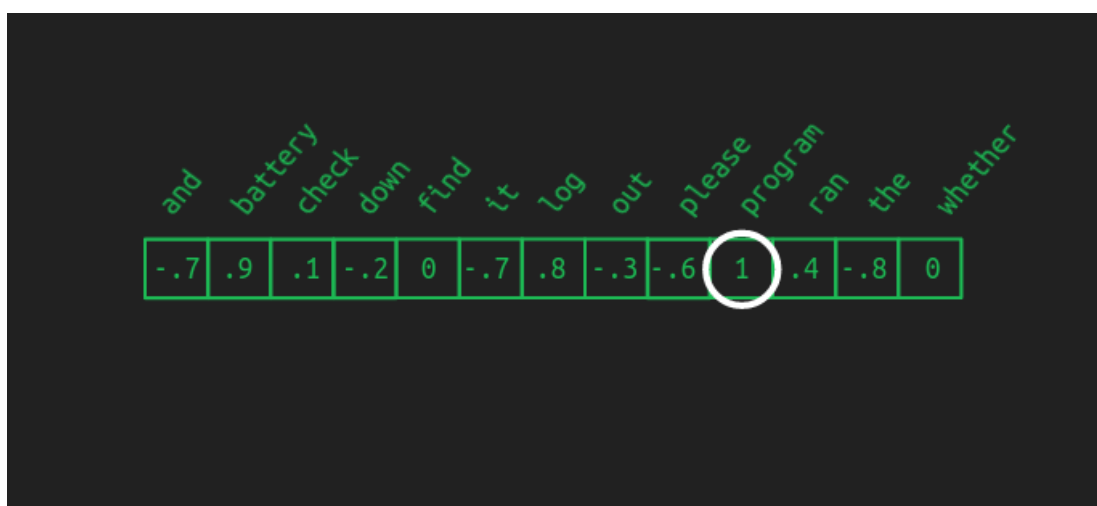 and battery check down find it log out please program ran the whether
-.7 .9 .1 -.2 0 -.7 .8 -.3 -.6 1 .4 -.8 0